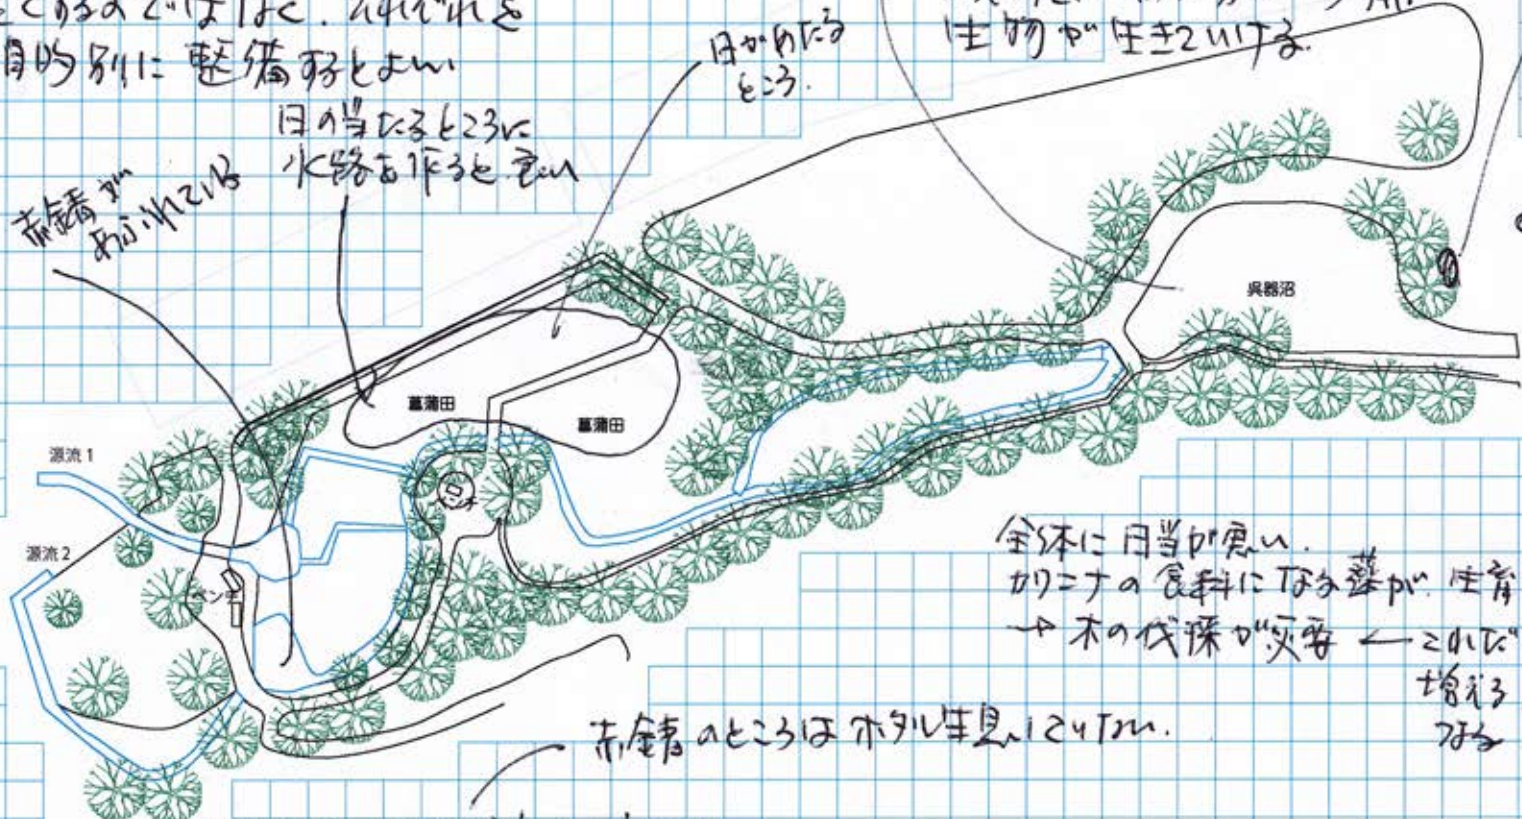 とするのではなく、それぞれを
目的別に整備するとよい
日があたる
ところ.
生物が生きていける.
日の当たるところに
水路を作ると良い
赤錆が
あふれている
呉器沼
菖蒲田
菖蒲田
源流1
源流2
ベンチ
全体に日当が悪い.
カワニナの食料になる藻が 生育
→ 木の伐採が必要 ← これだ
増える
つなる
赤錆のところはホタル生息していない.